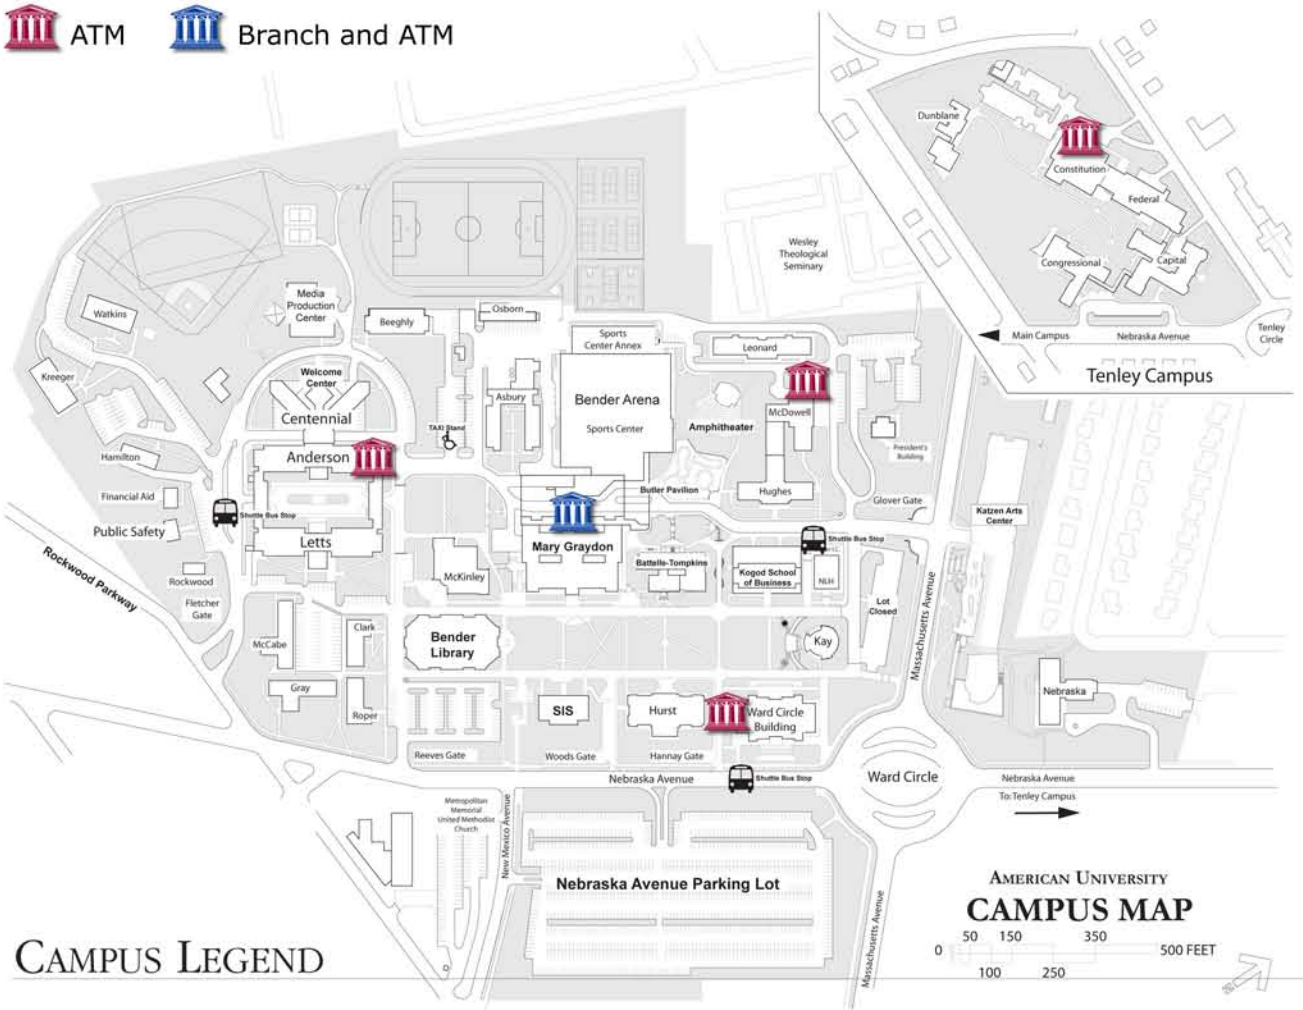 ATM
Branch and ATM
Dunblane
Constitution
Federal
Congressional
Capital
Main Campus
Nebraska Avenue
Tenley
Circle
Tenley Campus
Wesley
Theological
Seminary
Watkins
Media
Production
Center
Beeghly
Osborn
Sports
Center Annex
Leonard
Kreeger
Welcome
Center
Centennial
Asbury
Bender Arena
Sports Center
McDowell
Amphitheater
TAXI Stand
President's
Building
Anderson
Hamilton
Financial Aid
Public Safety
Shuttle Bus Stop
Butler Pavilion
Hughes
Glover Gate
Katzen Arts
Center
Letts
Mary Graydon
Shuttle Bus Stop
McKinley
Battelle-Tompkins
Kogod School
of Business
NLH
Rockwood Parkway
Rockwood
Fletcher
Gate
Lot
Closed
Massachusetts Avenue
McCabe
Clark
Bender
Library
Kay
Gray
Roper
SIS
Hurst
Ward Circle
Building
Nebraska
Reeves Gate
Woods Gate
Hannay Gate
Nebraska Avenue
Shuttle Bus Stop
Ward Circle
Nebraska Avenue
To: Tenley Campus
Metropolitan
Memorial
United Methodist
Church
New Mexico Avenue
Nebraska Avenue Parking Lot
Massachusetts Avenue
AMERICAN UNIVERSITY
CAMPUS MAP
0 50 150 350 500 FEET
100 250
CAMPUS LEGEND